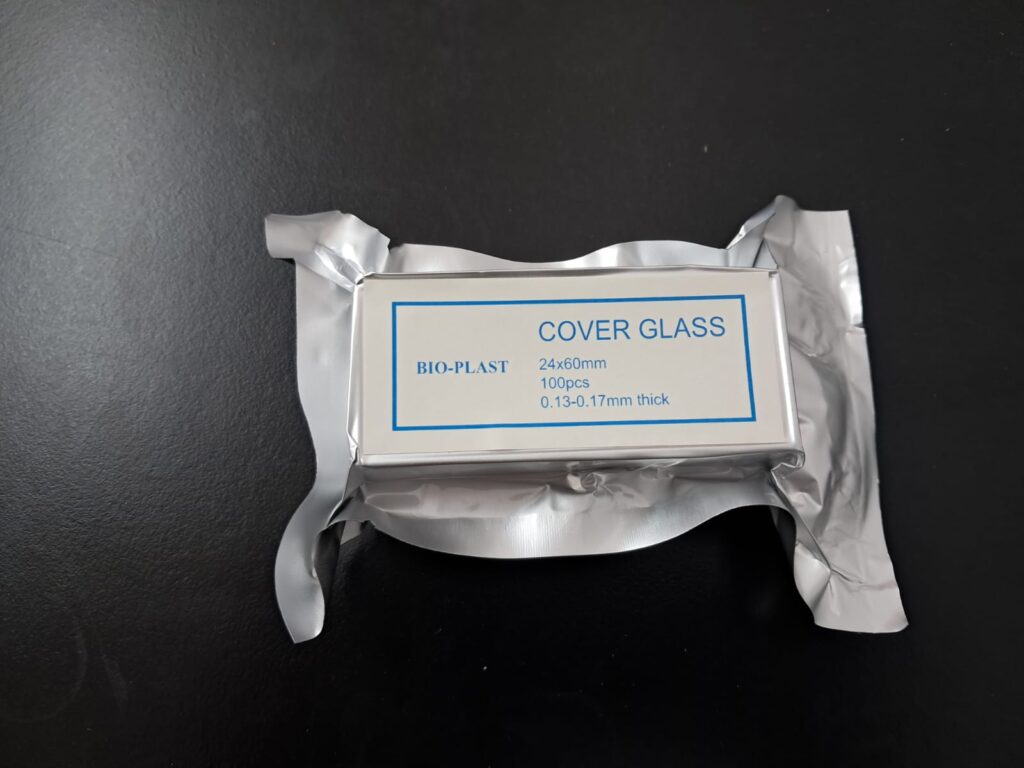 COVER GLASS
BIO-PLAST
24x60mm
100pcs
0.13-0.17mm thick